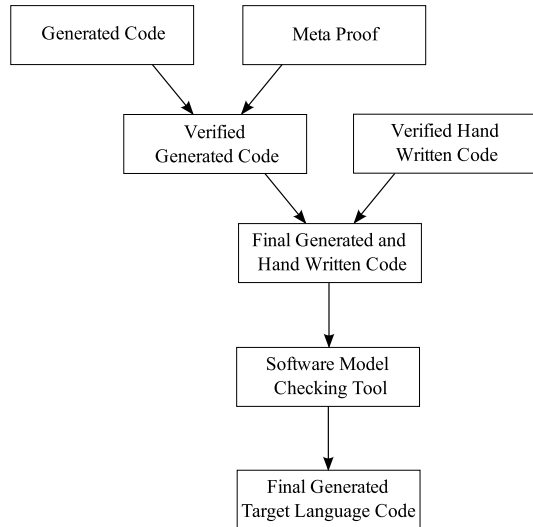 Generated Code
Meta Proof
Verified
Generated Code
Verified Hand
Written Code
Final Generated and
Hand Written Code
Software Model
Checking Tool
Final Generated
Target Language Code